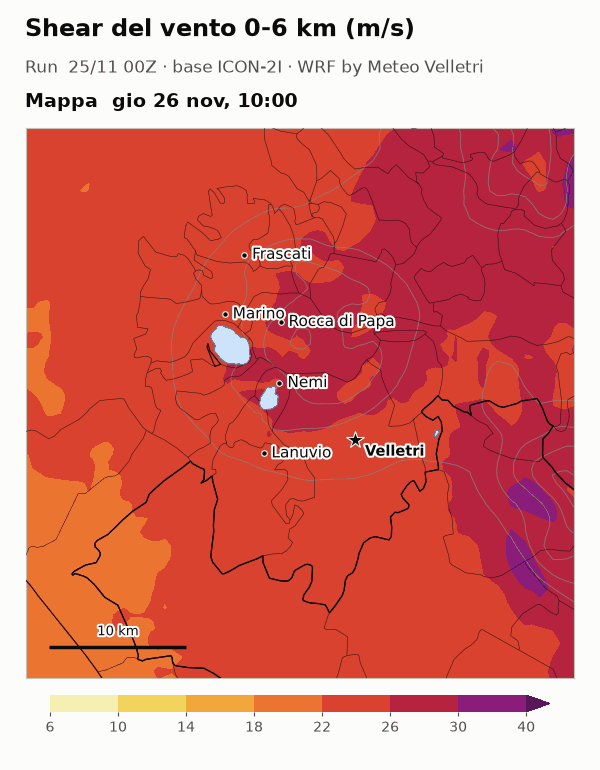 Shear del vento 0-6 km (m/s)
Run 25/11 00Z · base ICON-2I · WRF by Meteo Velletri
Mappa gio 26 nov, 10:00
Frascati
Marino
Rocca di Papa
Nemi
Velletri
Lanuvio
10 km
6 10 14 18 22 26 30 40